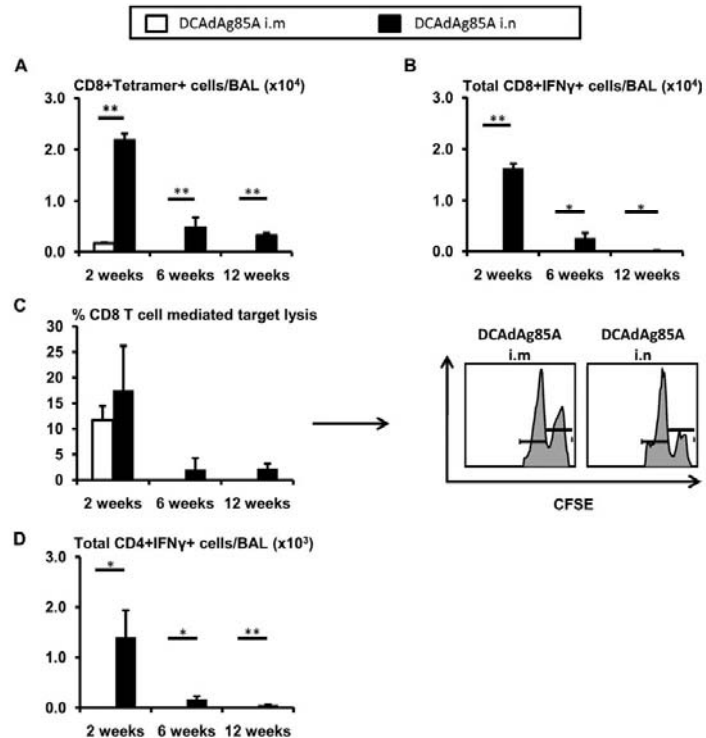 DCAdAg85A i.m DCAdAg85A i.n
A
CD8+Tetramer+ cells/BAL (x10⁴)
3.0
**
2.0
** **
1.0
0.0
2 weeks 6 weeks 12 weeks
B
Total CD8+IFNγ+ cells/BAL (x10⁴)
3.0
**
2.0
1.0
* *
0.0
2 weeks 6 weeks 12 weeks
C
% CD8 T cell mediated target lysis
30
25
20
15
10
5
0
2 weeks 6 weeks 12 weeks
DCAdAg85A i.m
DCAdAg85A i.n
CFSE
D
Total CD4+IFNγ+ cells/BAL (x10³)
3.0
*
2.0
* **
1.0
0.0
2 weeks 6 weeks 12 weeks